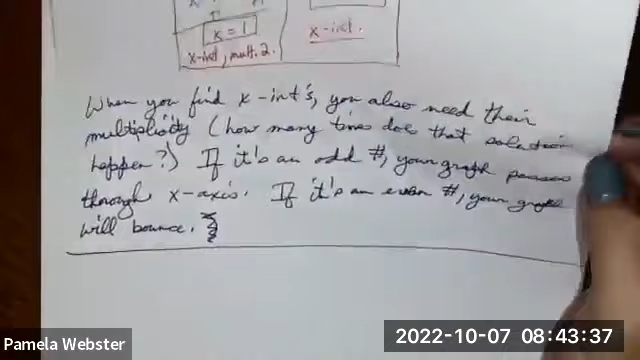 x = 1
x-int, mult. 2.
x-int.
When you find x-int's, you also need their
multiplicity (how many times does that solution
happen?) If it's an odd #, your graph passes
through x-axis. If it's an even #, your graph
will bounce.
Pamela Webster
2022-10-07 08:43:37